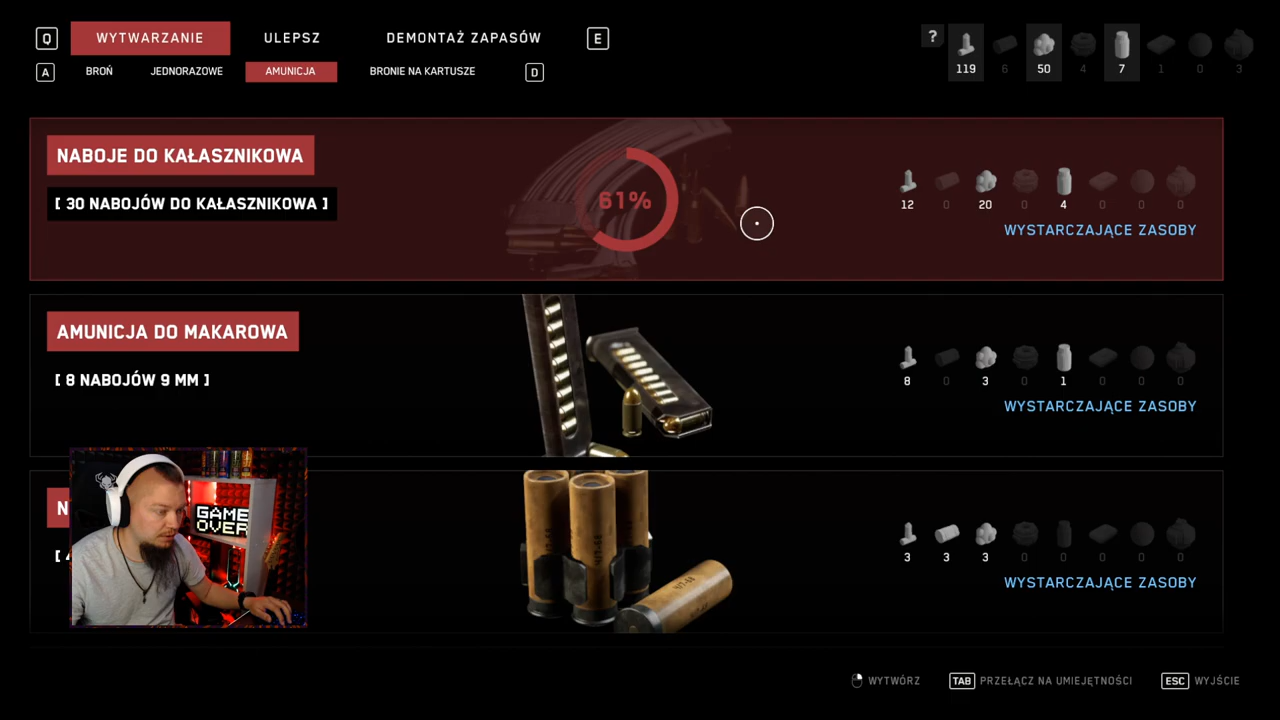 Q WYTWARZANIE ULEPSZ DEMONTAŻ ZAPASÓW E
A BROŃ JEDNORAZOWE AMUNICJA BRONIE NA KARTUSZE D
? 119 6 50 4 7 1 0 3
NABOJE DO KAŁASZNIKOWA
[ 30 NABOJÓW DO KAŁASZNIKOWA ]
61%
12 0 20 0 4 0 0 0
WYSTARCZAJĄCE ZASOBY
AMUNICJA DO MAKAROWA
[ 8 NABOJÓW 9 MM ]
8 0 3 0 1 0 0 0
WYSTARCZAJĄCE ZASOBY
N
[ 4
GAME
OVER
3 3 3 0 0 0 0 0
WYSTARCZAJĄCE ZASOBY
WYTWÓRZ TAB PRZEŁĄCZ NA UMIEJĘTNOŚCI ESC WYJŚCIE